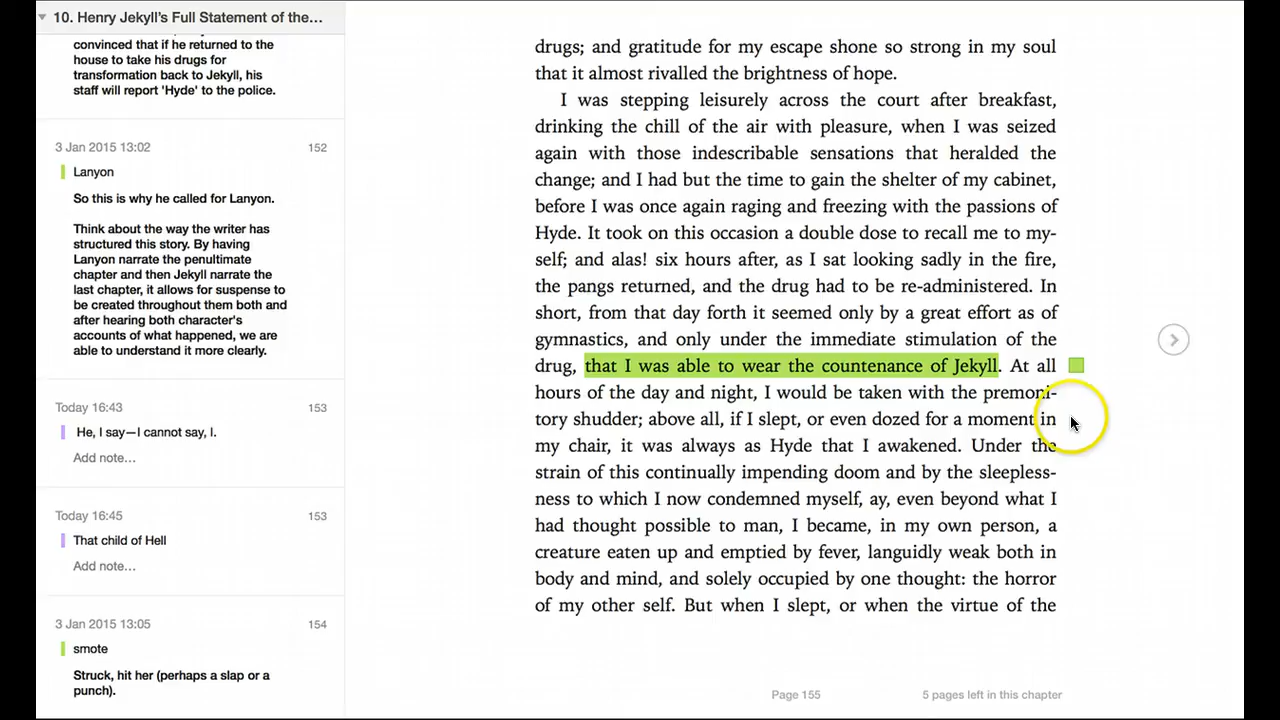 10. Henry Jekyll's Full Statement of the...
convinced that if he returned to the
house to take his drugs for
transformation back to Jekyll, his
staff will report 'Hyde' to the police.
3 Jan 2015 13:02 152
Lanyon
So this is why he called for Lanyon.
Think about the way the writer has
structured this story. By having
Lanyon narrate the penultimate
chapter and then Jekyll narrate the
last chapter, it allows for suspense to
be created throughout them both and
after hearing both character's
accounts of what happened, we are
able to understand it more clearly.
Today 16:43 153
He, I say—I cannot say, I.
Add note...
Today 16:45 153
That child of Hell
Add note...
3 Jan 2015 13:05 154
smote
Struck, hit her (perhaps a slap or a
punch).
drugs; and gratitude for my escape shone so strong in my soul
that it almost rivalled the brightness of hope.
I was stepping leisurely across the court after breakfast,
drinking the chill of the air with pleasure, when I was seized
again with those indescribable sensations that heralded the
change; and I had but the time to gain the shelter of my cabinet,
before I was once again raging and freezing with the passions of
Hyde. It took on this occasion a double dose to recall me to my-
self; and alas! six hours after, as I sat looking sadly in the fire,
the pangs returned, and the drug had to be re-administered. In
short, from that day forth it seemed only by a great effort as of
gymnastics, and only under the immediate stimulation of the
drug, that I was able to wear the countenance of Jekyll. At all
hours of the day and night, I would be taken with the premoni-
tory shudder; above all, if I slept, or even dozed for a moment in
my chair, it was always as Hyde that I awakened. Under the
strain of this continually impending doom and by the sleepless-
ness to which I now condemned myself, ay, even beyond what I
had thought possible to man, I became, in my own person, a
creature eaten up and emptied by fever, languidly weak both in
body and mind, and solely occupied by one thought: the horror
of my other self. But when I slept, or when the virtue of the
Page 155 5 pages left in this chapter